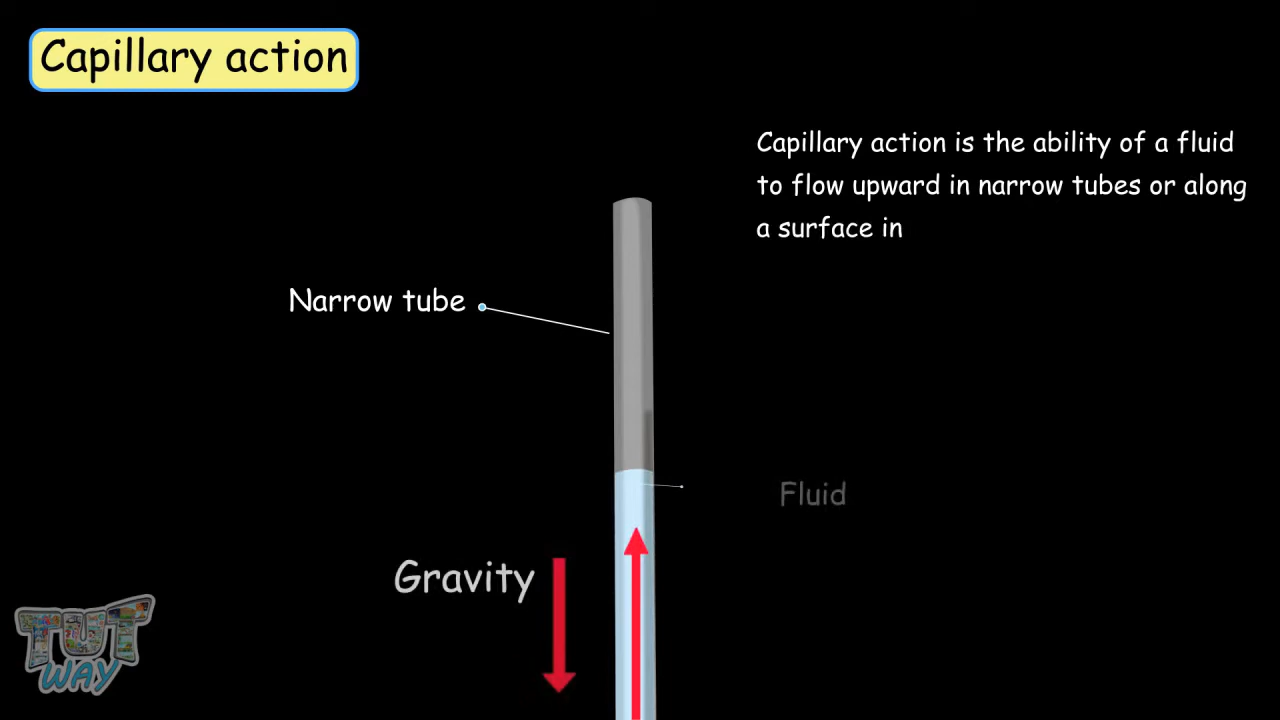 Capillary action
Capillary action is the ability of a fluid
to flow upward in narrow tubes or along
a surface in
Narrow tube
Fluid
Gravity
TUT
WAY